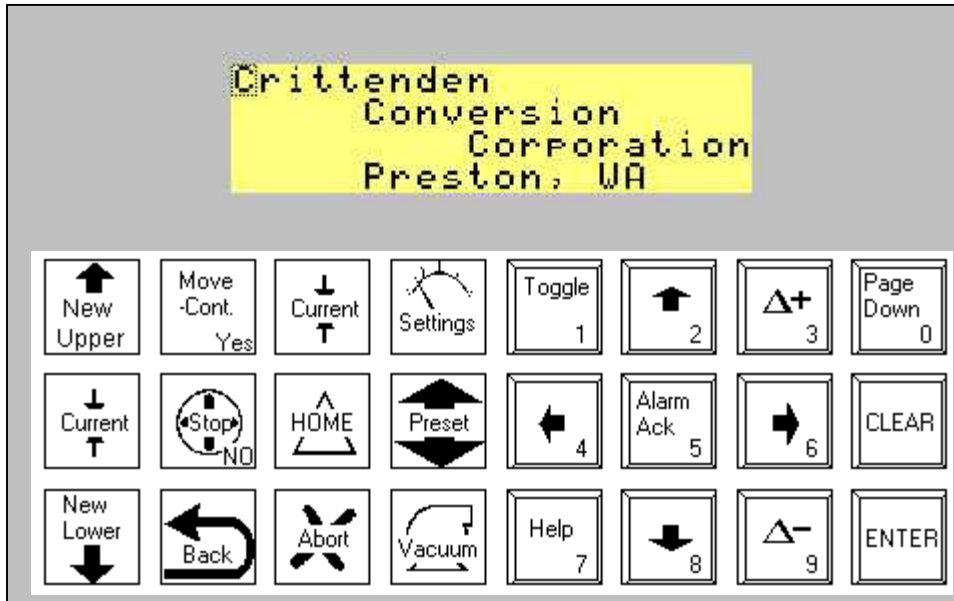 Crittenden
Conversion
Corporation
Preston, WA
New
Upper
Move
-Cont.
Yes
Current
Settings
Toggle
1
2
Δ+
3
Page
Down
0
Current
Stop
NO
HOME
Preset
4
Alarm
Ack
5
6
CLEAR
New
Lower
Back
Abort
Vacuum
Help
7
8
Δ-
9
ENTER